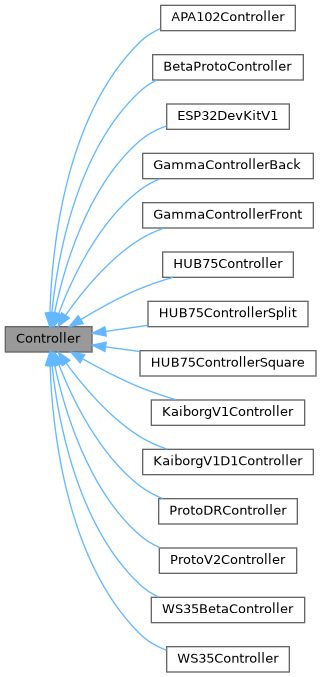 APA102Controller
BetaProtoController
ESP32DevKitV1
GammaControllerBack
GammaControllerFront
HUB75Controller
HUB75ControllerSplit
Controller
HUB75ControllerSquare
KaiborgV1Controller
KaiborgV1D1Controller
ProtoDRController
ProtoV2Controller
WS35BetaController
WS35Controller